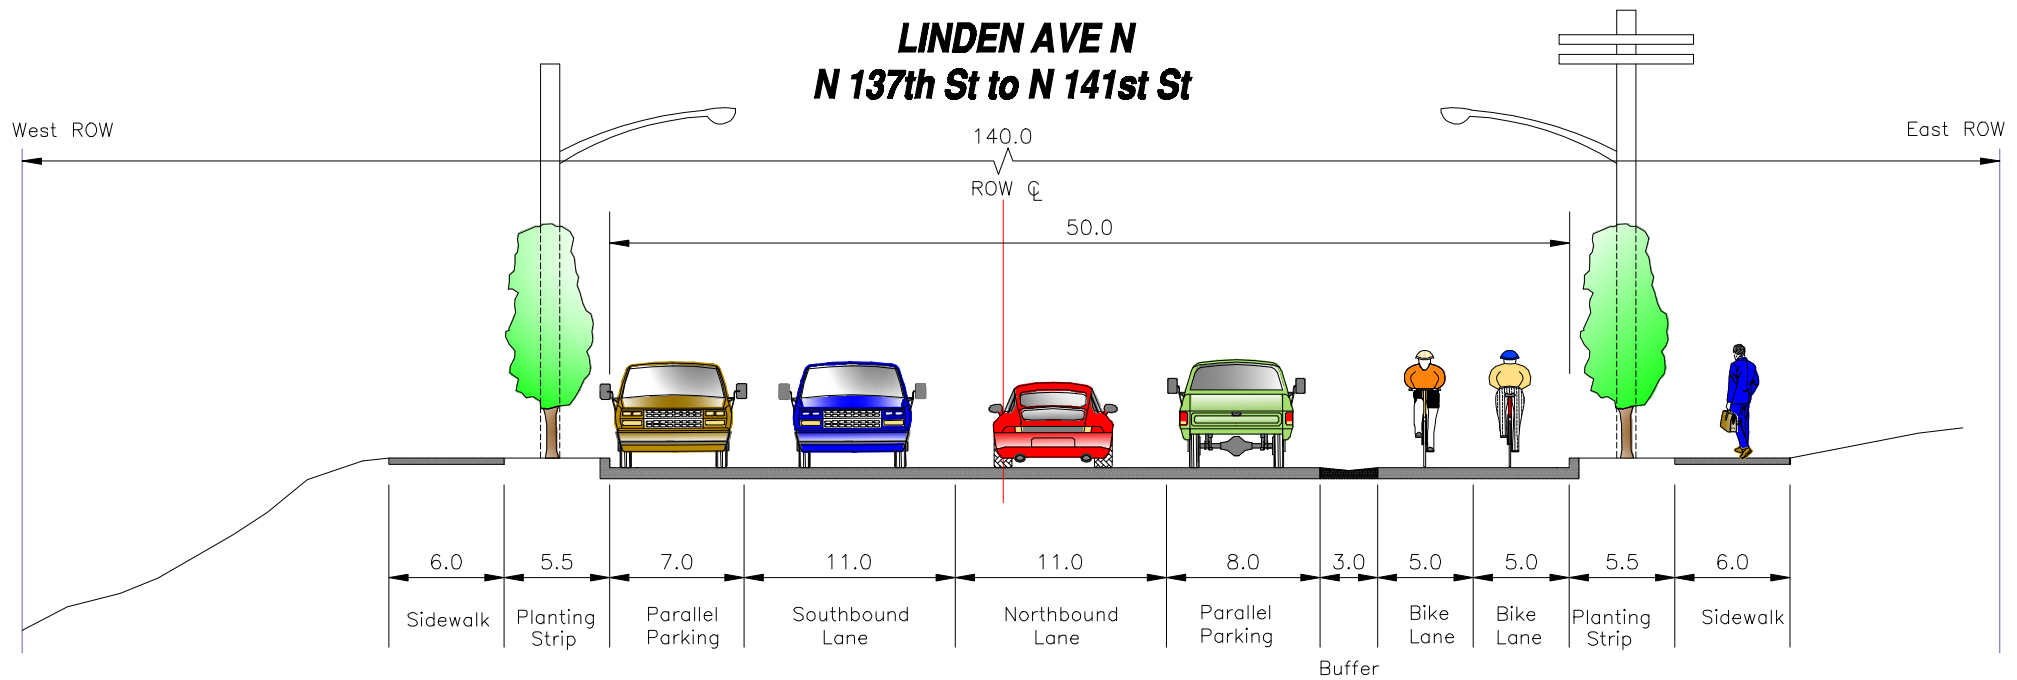 LINDEN AVE N
N 137th St to N 141st St
West ROW
140.0
East ROW
ROW ℄
50.0
6.0
5.5
7.0
11.0
11.0
8.0
3.0
5.0
5.0
5.5
6.0
Sidewalk
Planting
Strip
Parallel
Parking
Southbound
Lane
Northbound
Lane
Parallel
Parking
Buffer
Bike
Lane
Bike
Lane
Planting
Strip
Sidewalk